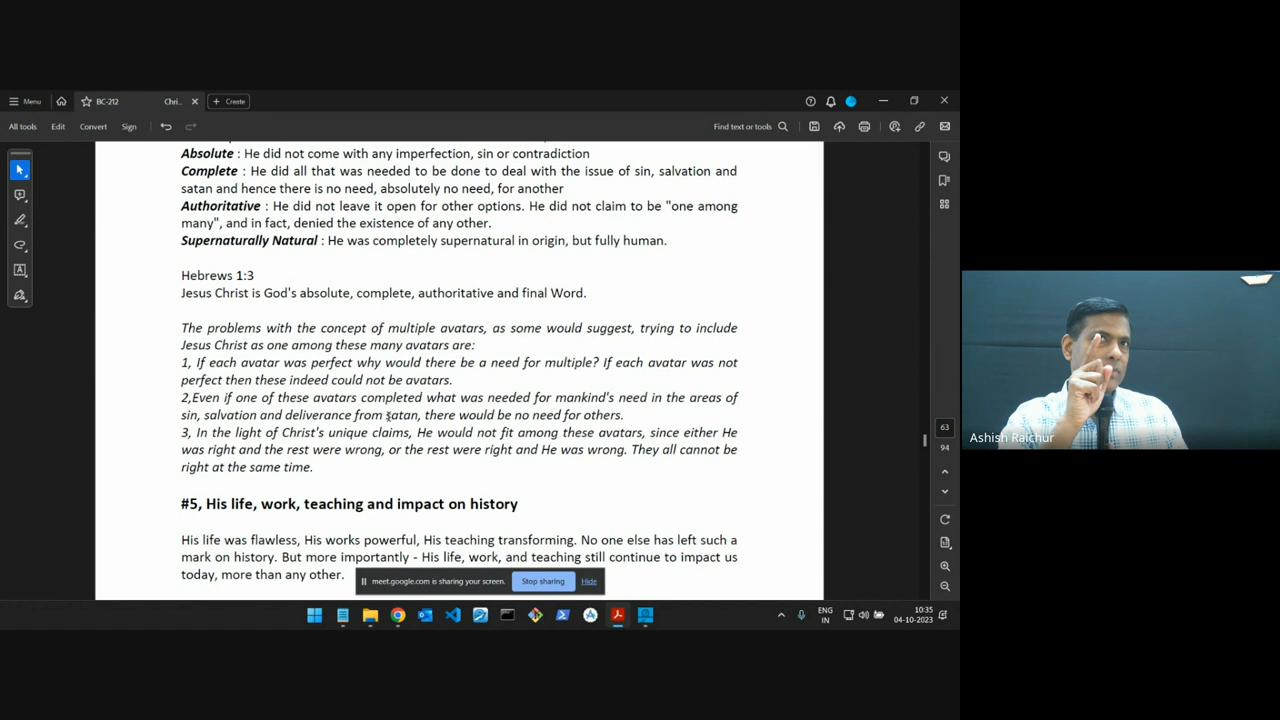 Menu
BC-212
Chri...
Create
All tools
Edit
Convert
Sign
Find text or tools
Absolute : He did not come with any imperfection, sin or contradiction
Complete : He did all that was needed to be done to deal with the issue of sin, salvation and
satan and hence there is no need, absolutely no need, for another
Authoritative : He did not leave it open for other options. He did not claim to be "one among
many", and in fact, denied the existence of any other.
Supernaturally Natural : He was completely supernatural in origin, but fully human.
Hebrews 1:3
Jesus Christ is God's absolute, complete, authoritative and final Word.
The problems with the concept of multiple avatars, as some would suggest, trying to include
Jesus Christ as one among these many avatars are:
1, If each avatar was perfect why would there be a need for multiple? If each avatar was not
perfect then these indeed could not be avatars.
2,Even if one of these avatars completed what was needed for mankind's need in the areas of
sin, salvation and deliverance from satan, there would be no need for others.
3, In the light of Christ's unique claims, He would not fit among these avatars, since either He
was right and the rest were wrong, or the rest were right and He was wrong. They all cannot be
right at the same time.
#5, His life, work, teaching and impact on history
His life was flawless, His works powerful, His teaching transforming. No one else has left such a
mark on history. But more importantly - His life, work, and teaching still continue to impact us
today, more than any other.
meet.google.com is sharing your screen.
Stop sharing
Hide
63
94
ENG
IN
10:35
04-10-2023
Ashish Raichur